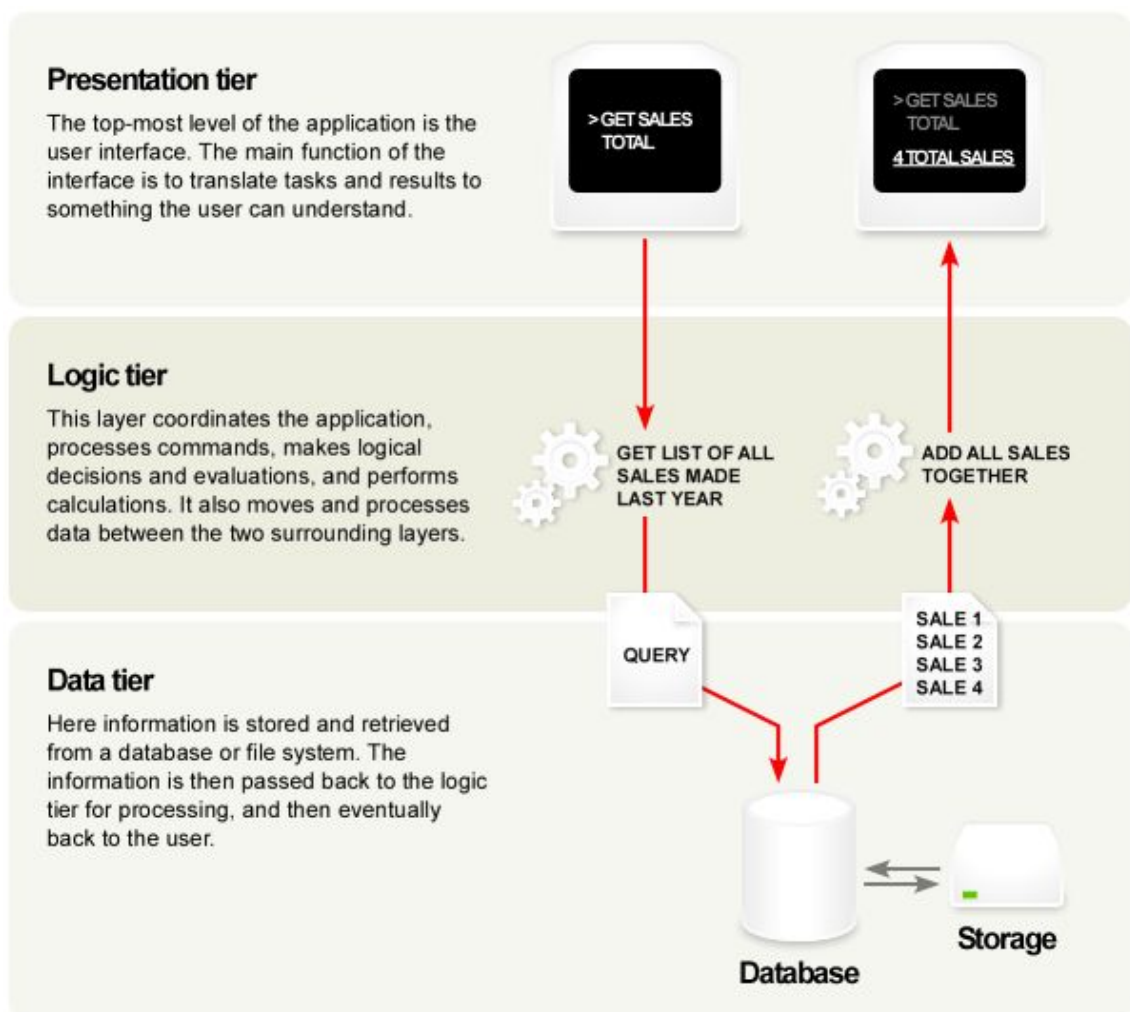 Presentation tier
The top-most level of the application is the
user interface. The main function of the
interface is to translate tasks and results to
something the user can understand.
>GET SALES
TOTAL
>GET SALES
TOTAL
4 TOTAL SALES
Logic tier
This layer coordinates the application,
processes commands, makes logical
decisions and evaluations, and performs
calculations. It also moves and processes
data between the two surrounding layers.
GET LIST OF ALL
SALES MADE
LAST YEAR
ADD ALL SALES
TOGETHER
Data tier
Here information is stored and retrieved
from a database or file system. The
information is then passed back to the logic
tier for processing, and then eventually
back to the user.
QUERY
SALE 1
SALE 2
SALE 3
SALE 4
Database
Storage